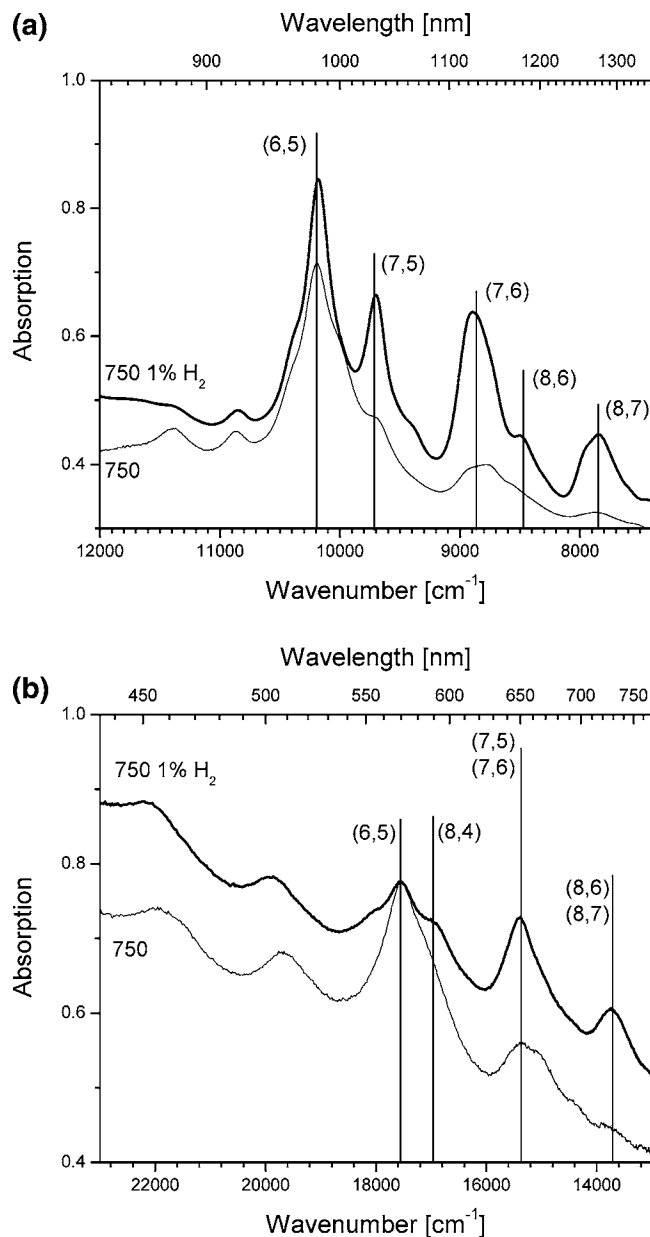 (a)
Wavelength [nm]
900 1000 1100 1200 1300
1.0
0.8
0.6
0.4
Absorption
(6,5)
(7,5)
(7,6)
(8,6)
(8,7)
750 1% H2
750
12000 11000 10000 9000 8000
Wavenumber [cm-1]
(b)
Wavelength [nm]
450 500 550 600 650 700 750
1.0
0.8
0.6
0.4
Absorption
750 1% H2
750
(6,5)
(8,4)
(7,5)
(7,6)
(8,6)
(8,7)
22000 20000 18000 16000 14000
Wavenumber [cm-1]